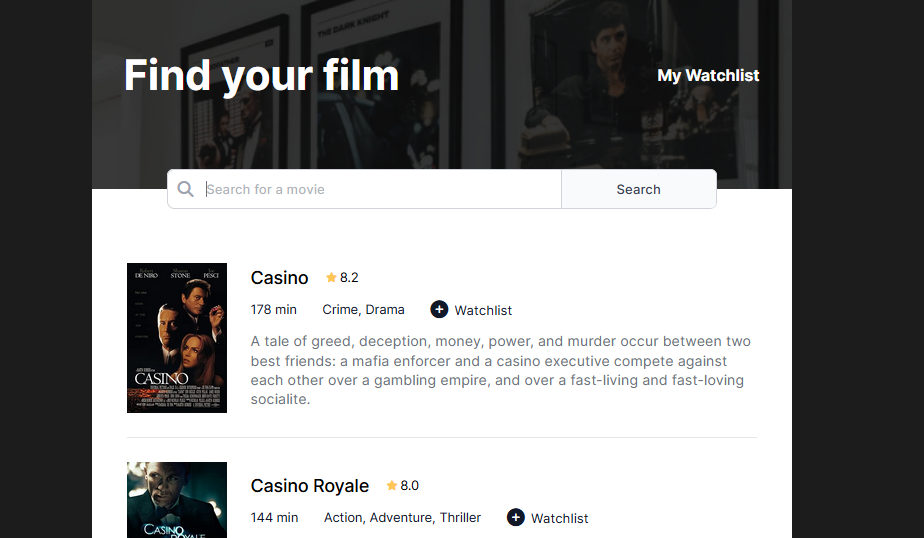 THE DARK KNIGHT
Find your film
My Watchlist
Search for a movie
Search
Casino
8.2
178 min
Crime, Drama
Watchlist
A tale of greed, deception, money, power, and murder occur between two
best friends: a mafia enforcer and a casino executive compete against
each other over a gambling empire, and over a fast-living and fast-loving
socialite.
DE NIRO STONE PESCI
CASINO
Casino Royale
8.0
144 min
Action, Adventure, Thriller
Watchlist
CASINO
ROYALE